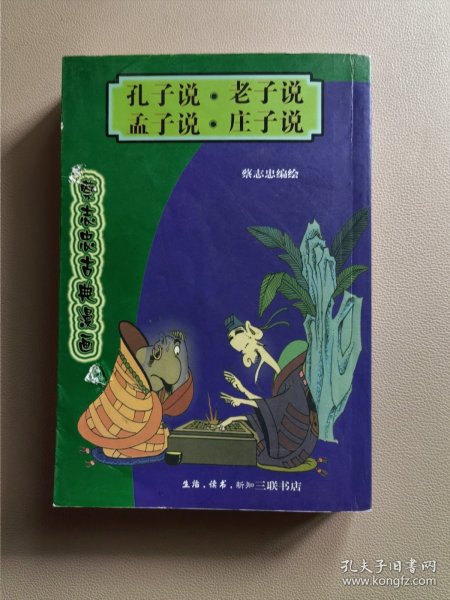 孔子说·老子说
孟子说·庄子说
蔡志忠编绘
蔡志忠古典漫画
生活·读书·新知三联书店
孔夫子旧书网
www.kongfz.com